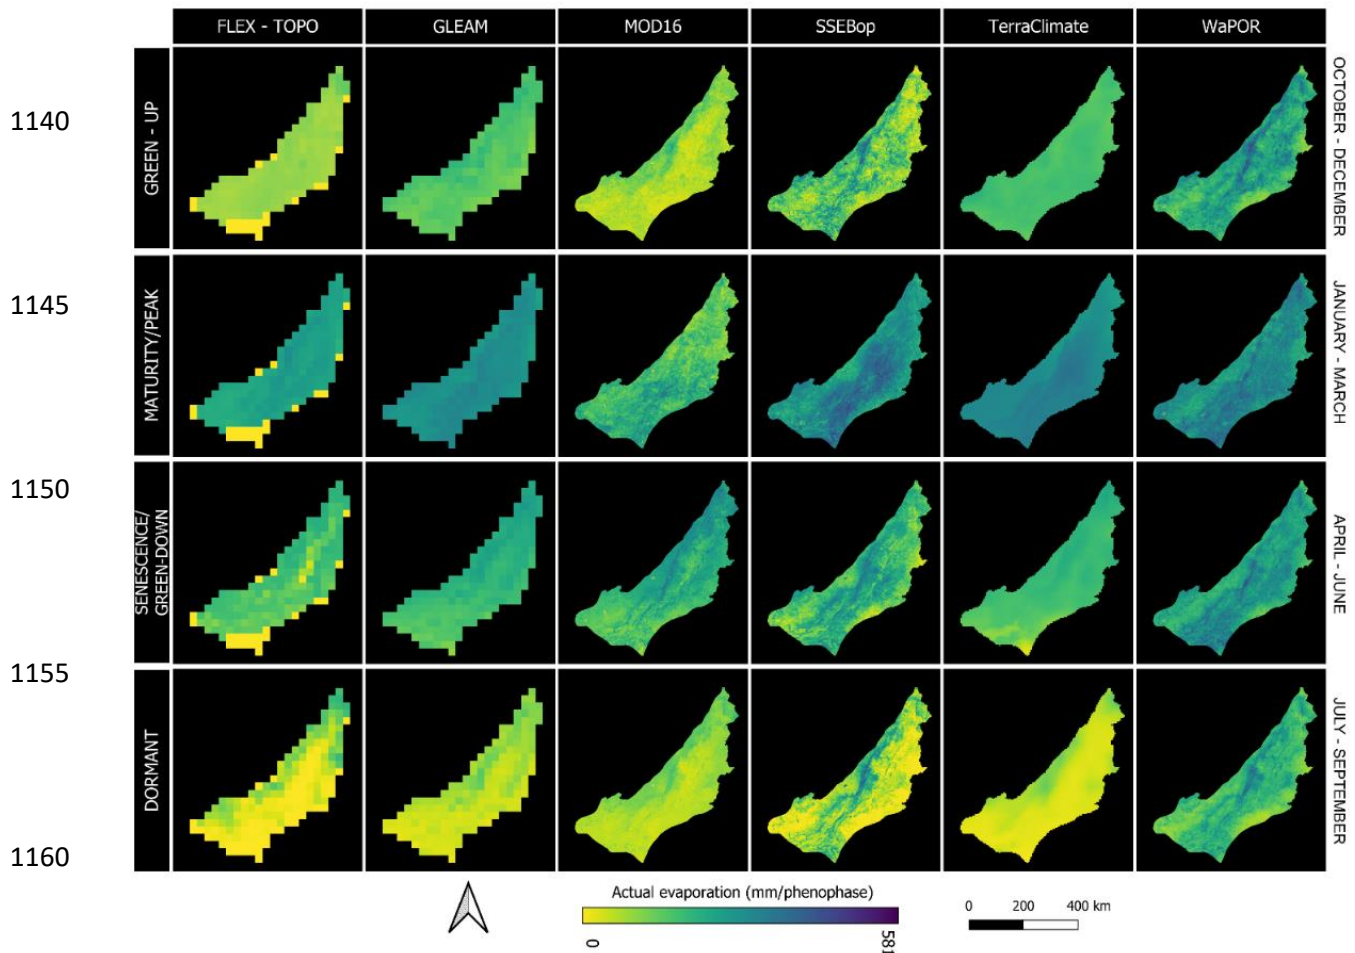 FLEX - TOPO GLEAM MOD16 SSEBop TerraClimate WaPOR
1140
GREEN - UP
OCTOBER - DECEMBER
1145
MATURITY/PEAK
JANUARY - MARCH
1150
SENESCENCE/
GREEN-DOWN
APRIL - JUNE
1155
DORMANT
JULY - SEPTEMBER
1160
Actual evaporation (mm/phenophase)
0
581
0 200 400 km